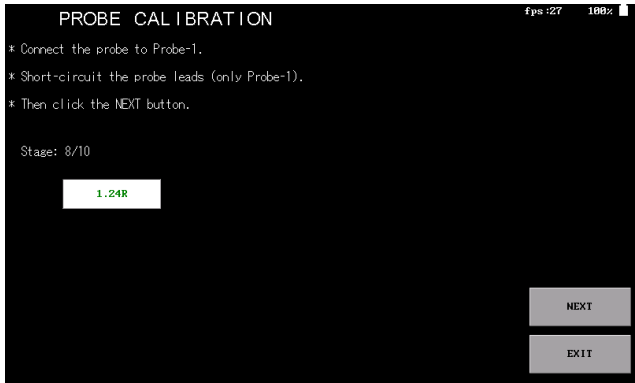 PROBE CALIBRATION
fps:27 100%
* Connect the probe to Probe-1.
* Short-circuit the probe leads (only Probe-1).
* Then click the NEXT button.
Stage: 8/10
1.24R
NEXT
EXIT